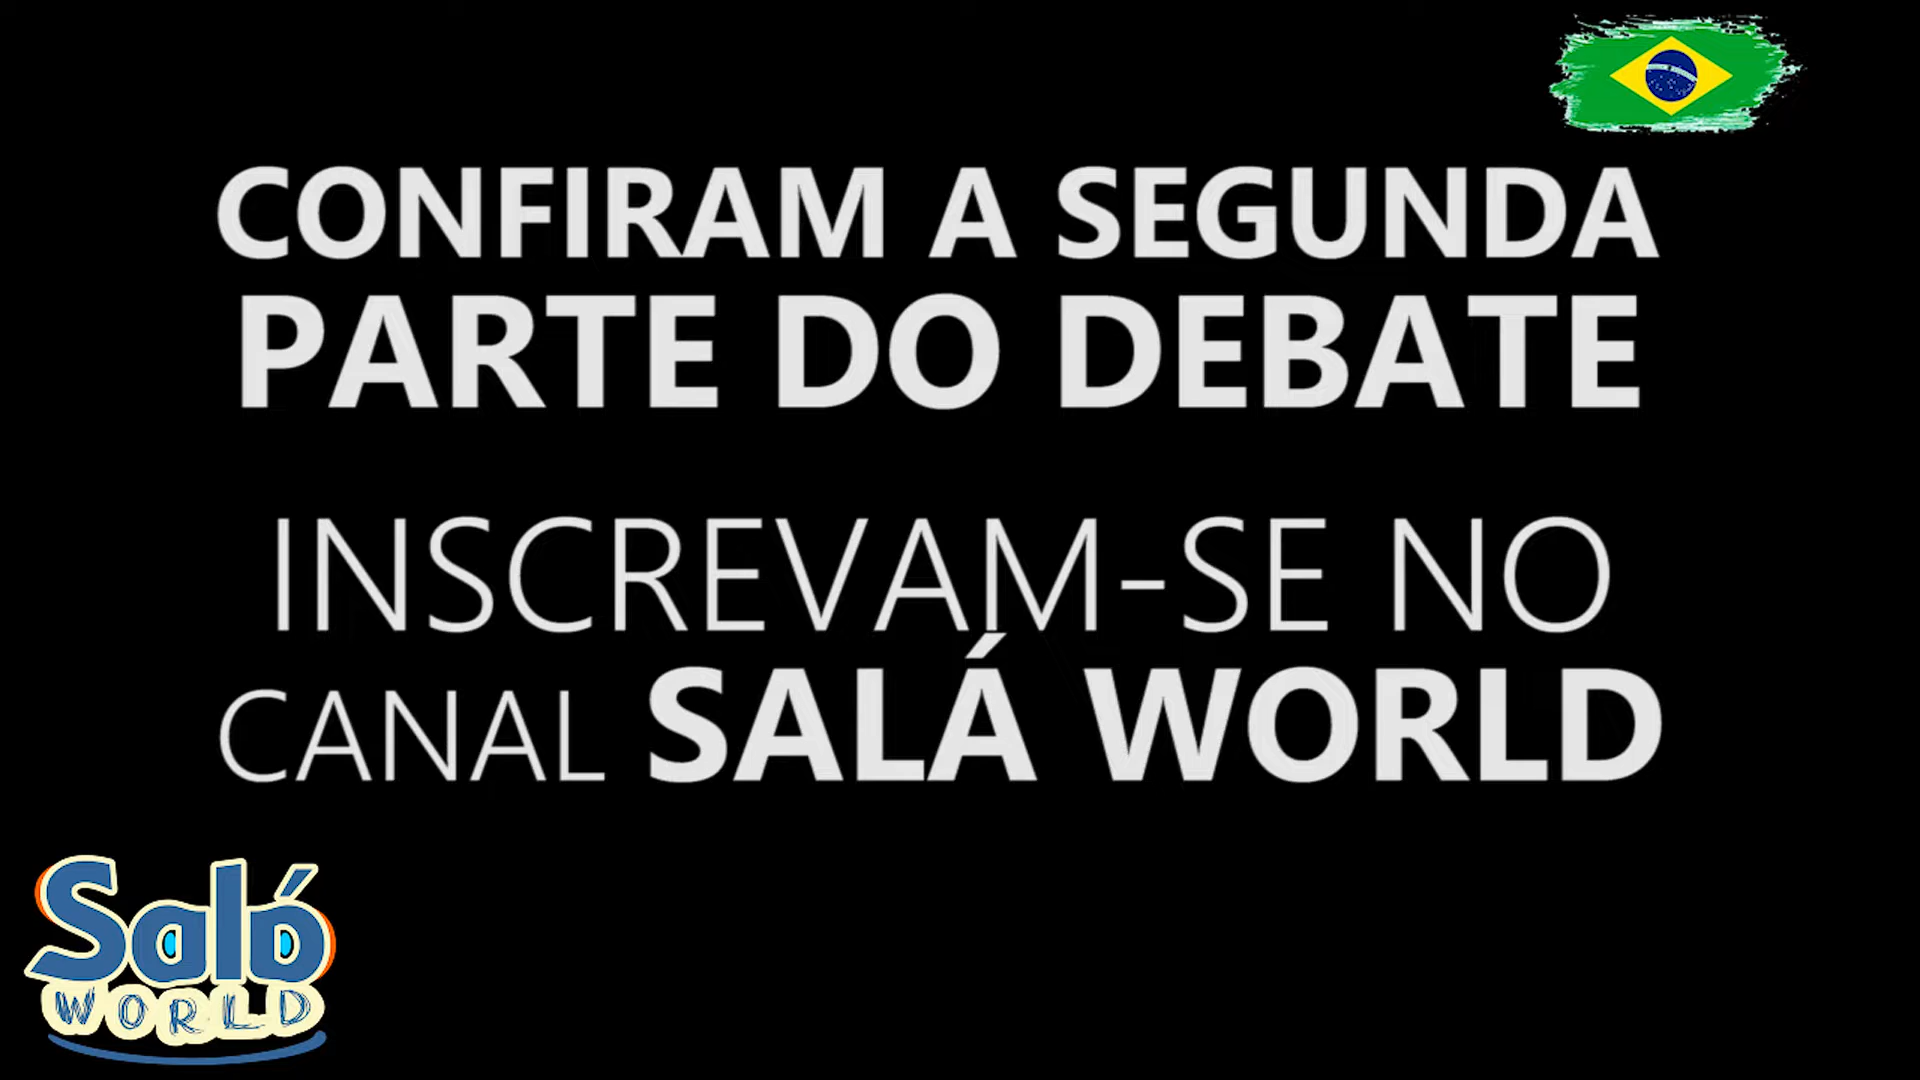 CONFIRAM A SEGUNDA
PARTE DO DEBATE
INSCREVAM-SE NO
CANAL SALÁ WORLD
Saló
WORLD